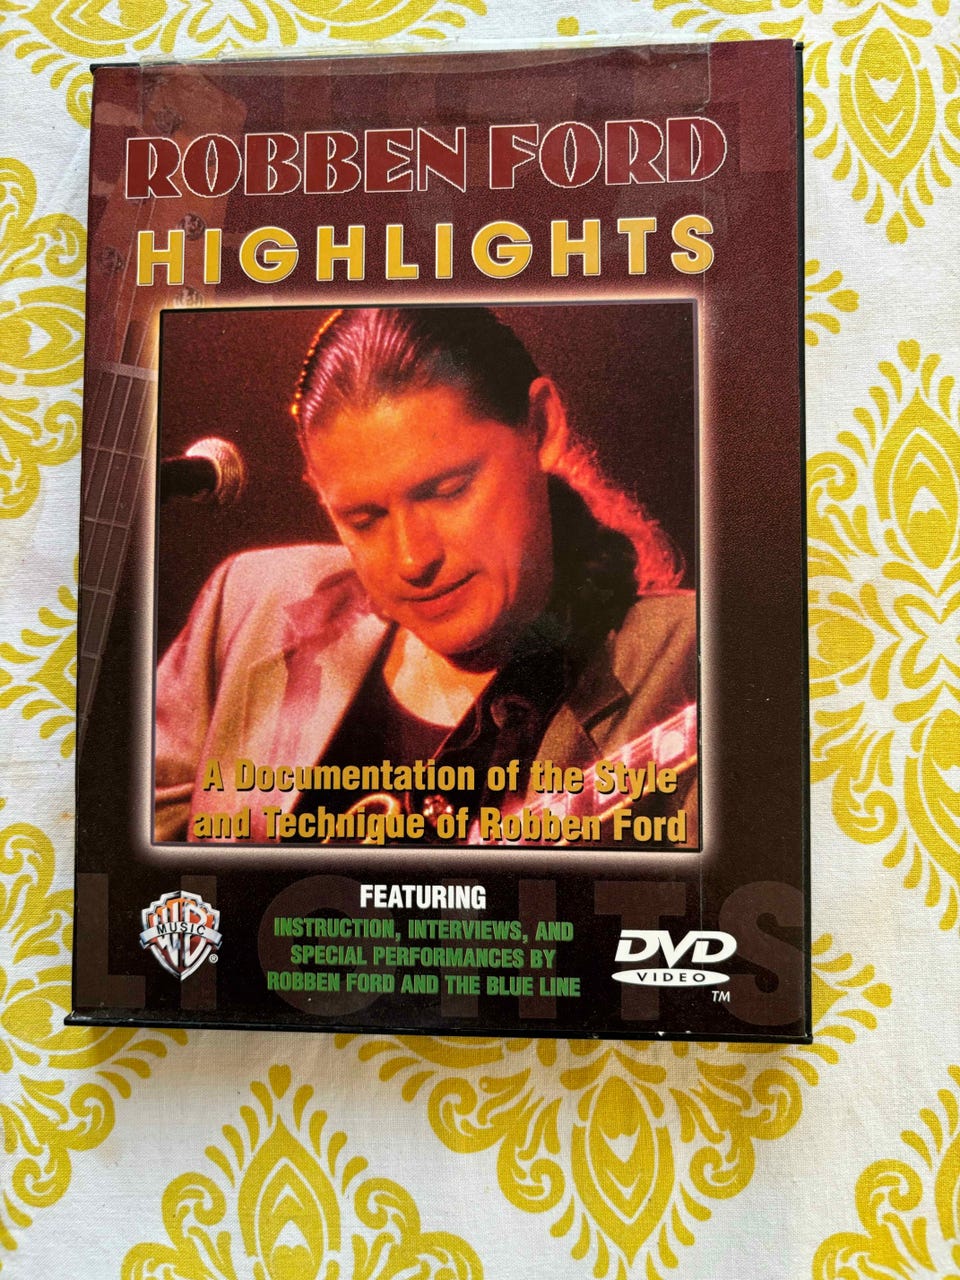 ROBBEN FORD
HIGHLIGHTS
A Documentation of the Style
and Technique of Robben Ford
FEATURING
INSTRUCTION, INTERVIEWS, AND
SPECIAL PERFORMANCES BY
ROBBEN FORD AND THE BLUE LINE
WB
MUSIC
®
DVD
VIDEO
TM
LIGHTS